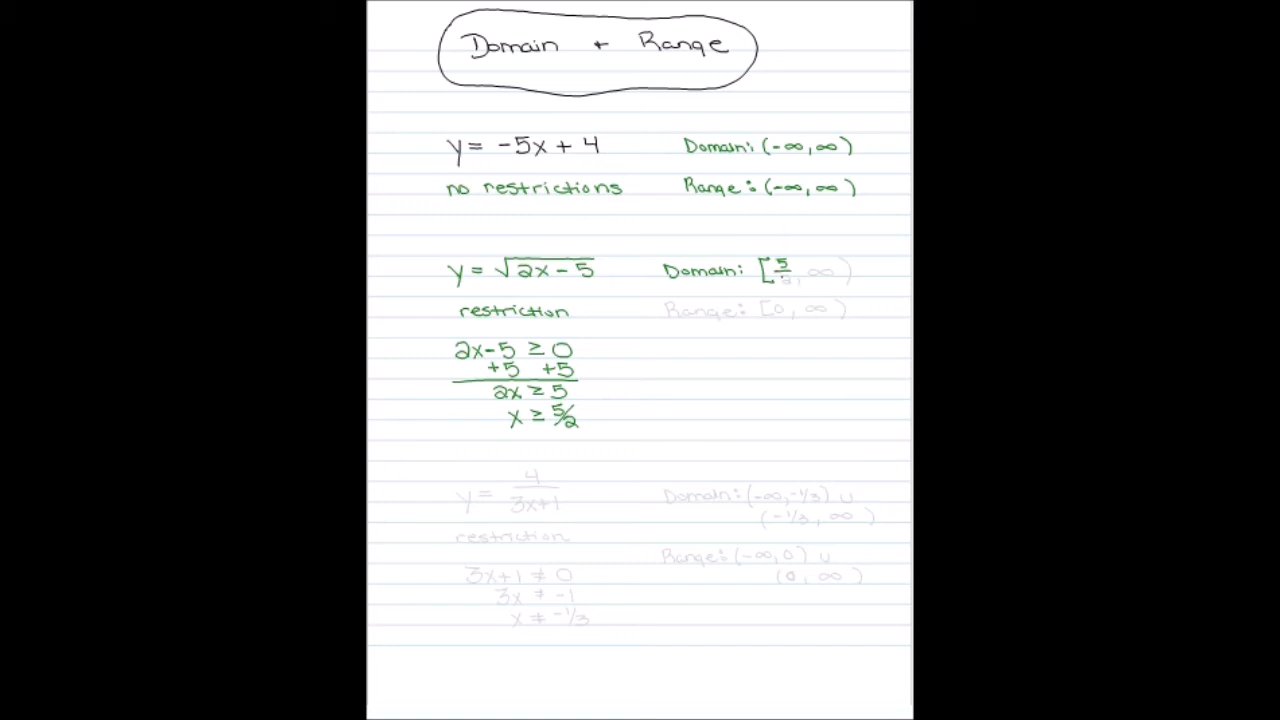 Domain + Range
y = -5x + 4 Domain: (-∞, ∞)
no restrictions Range: (-∞, ∞)
y = √(2x - 5) Domain: [5/2, ∞)
restriction Range: [0, ∞)
2x-5 ≥ 0
+5 +5
2x ≥ 5
x ≥ 5/2
y = 4/(3x+1) Domain: (-∞, -1/3) ∪
(-1/3, ∞)
restriction
Range: (-∞, 0) ∪
3x+1 ≠ 0 (0, ∞)
3x ≠ -1
x ≠ -1/3